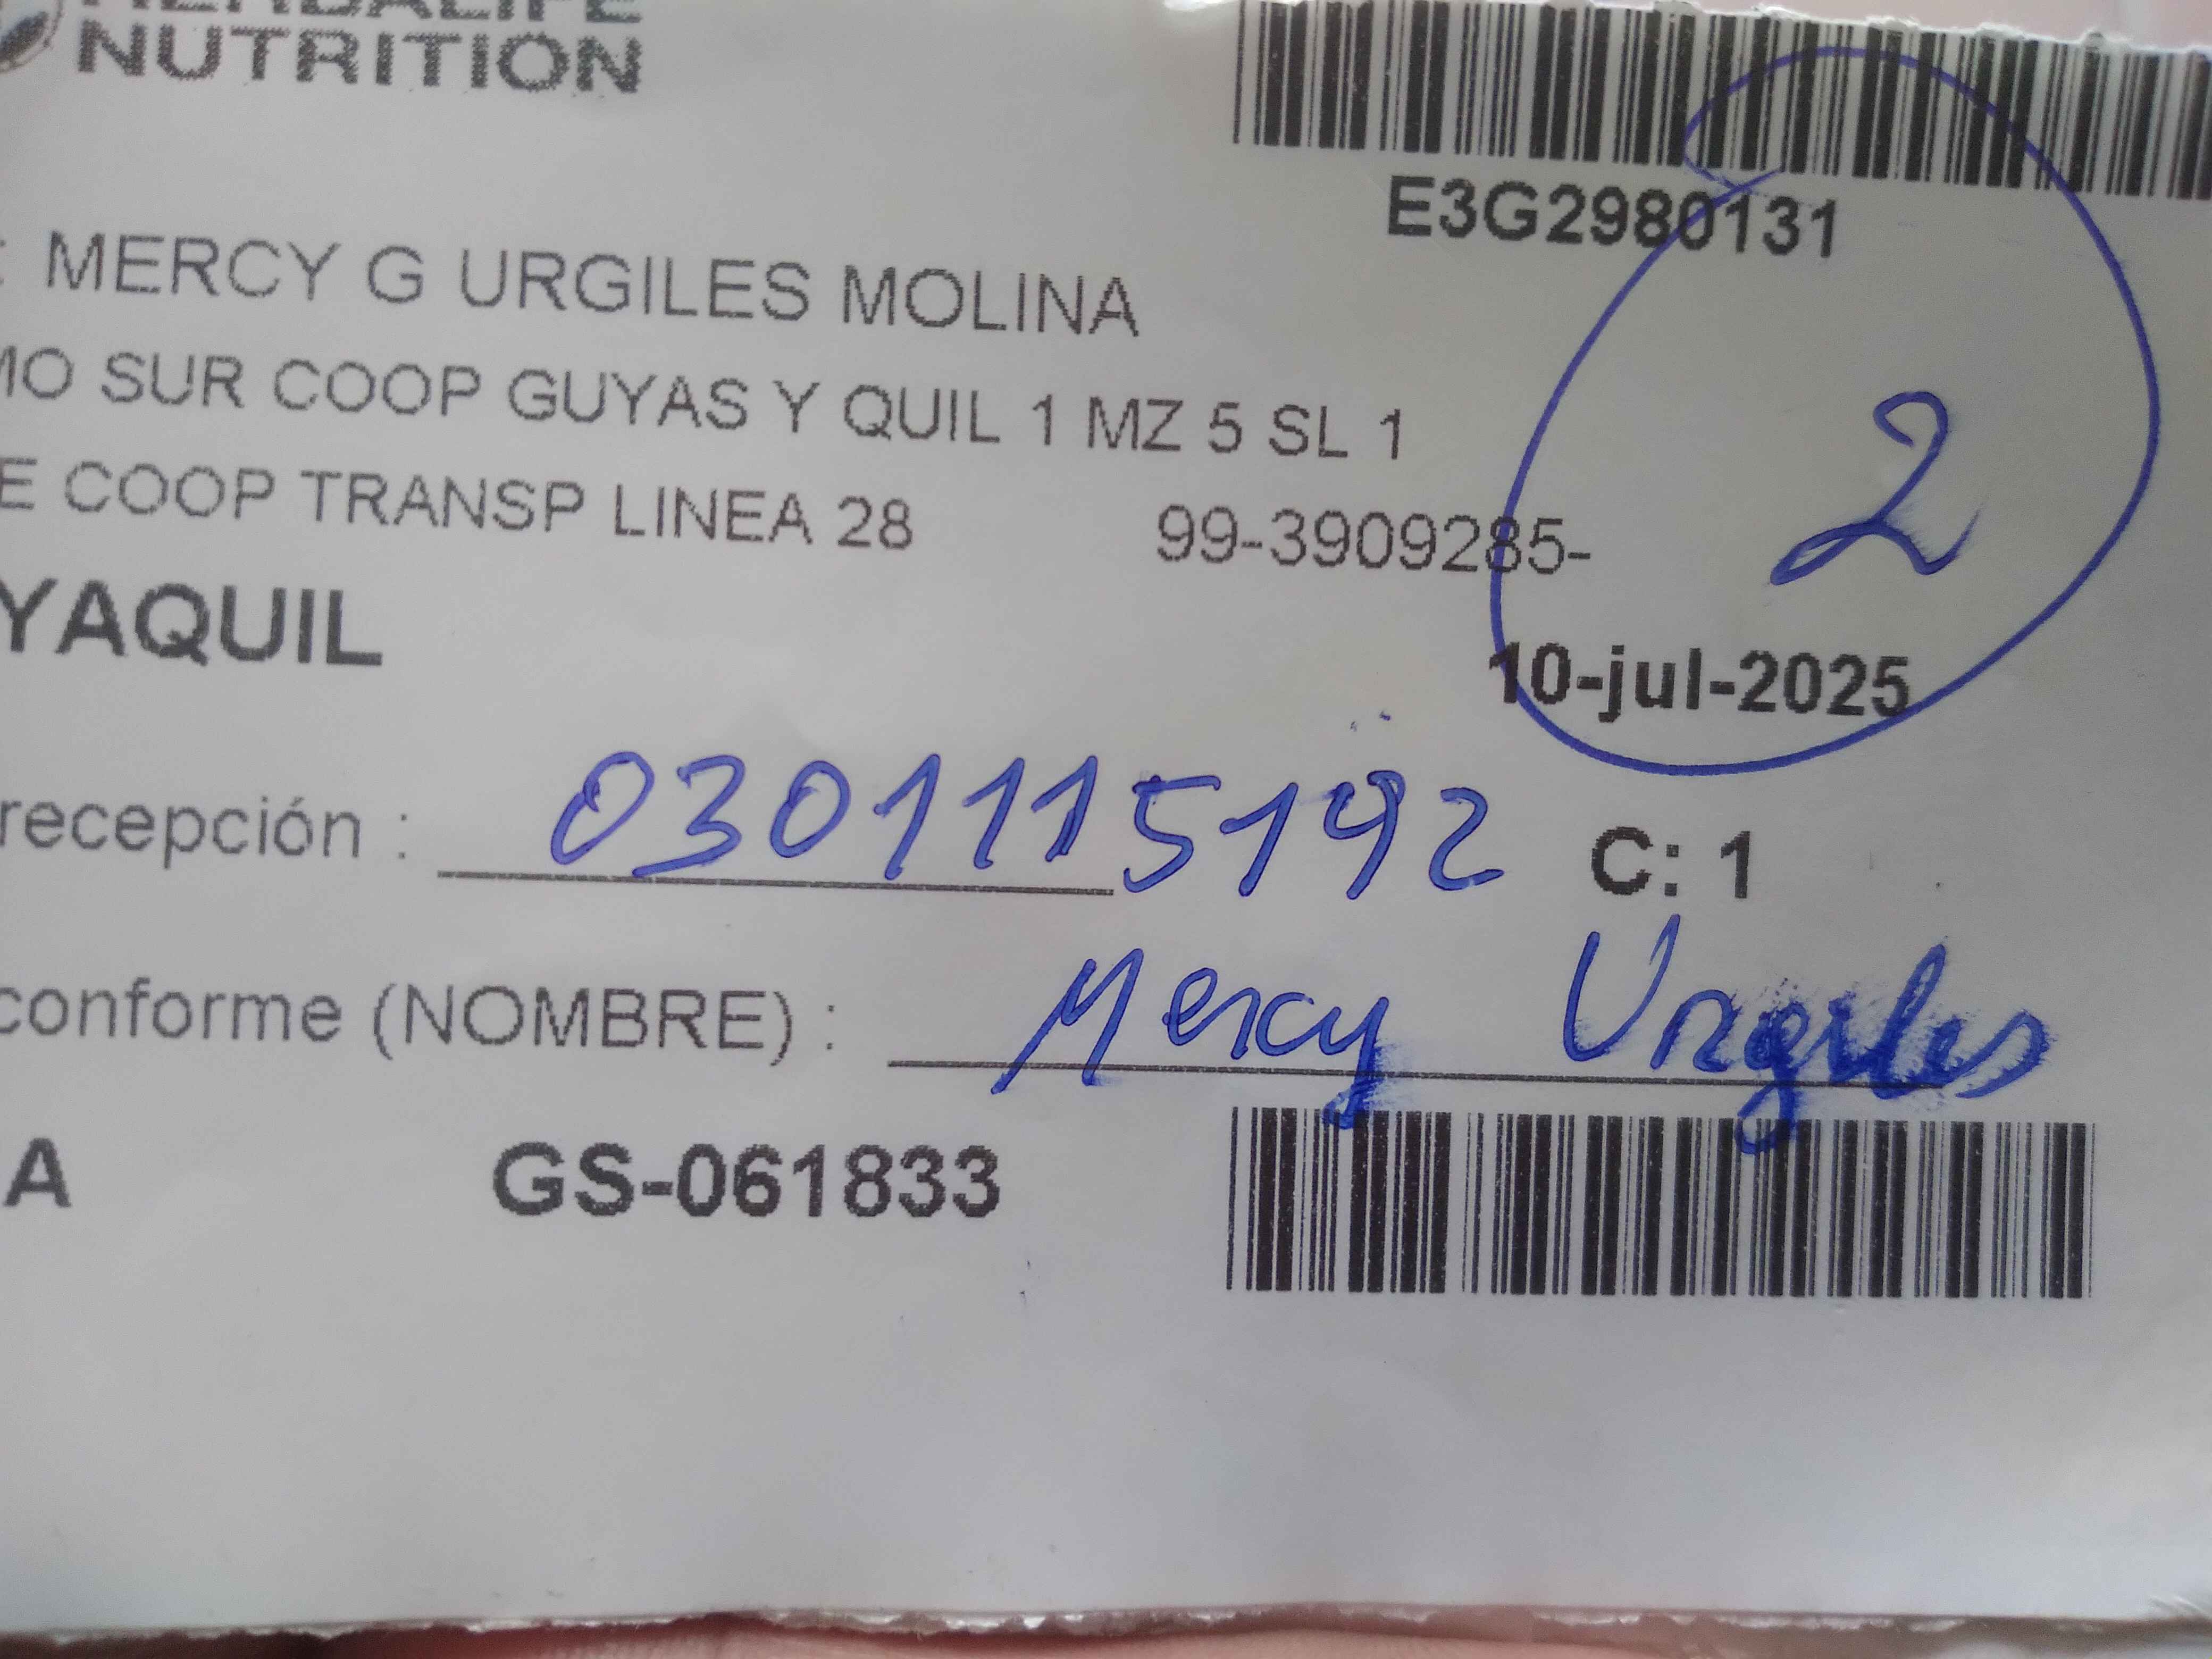 HERBALIFE
NUTRITION
E3G2980131
: MERCY G URGILES MOLINA
MO SUR COOP GUYAS Y QUIL 1 MZ 5 SL 1
2
E COOP TRANSP LINEA 28 99-3909285-
YAQUIL
10-jul-2025
recepción : 0301115192 C: 1
conforme (NOMBRE) : Mercy Urgiles
A GS-061833